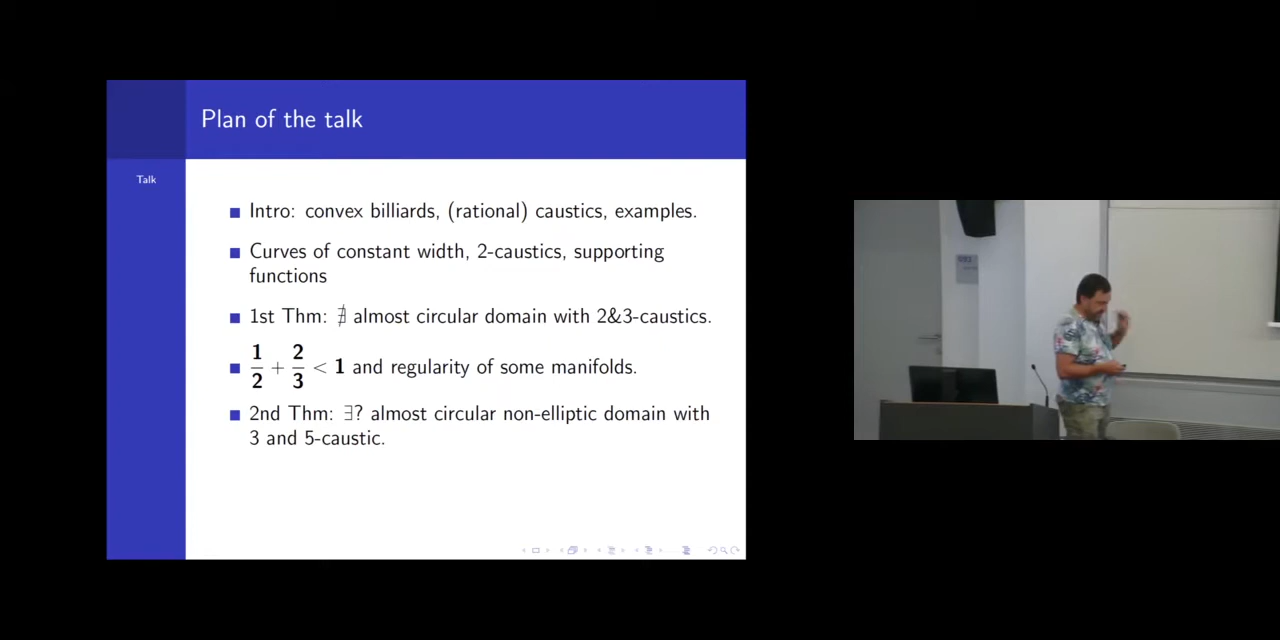 Plan of the talk
Talk
Intro: convex billiards, (rational) caustics, examples.
Curves of constant width, 2-caustics, supporting
functions
1st Thm: ∄ almost circular domain with 2&3-caustics.
1/2 + 2/3 < 1 and regularity of some manifolds.
2nd Thm: ∃? almost circular non-elliptic domain with
3 and 5-caustic.